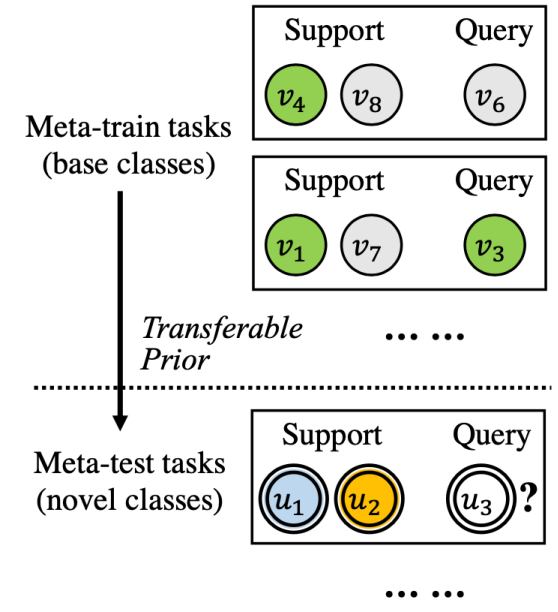 Support Query
v4 v8 v6
Meta-train tasks
(base classes)
Support Query
v1 v7 v3
Transferable
Prior
... ...
Meta-test tasks
(novel classes)
Support Query
u1 u2 u3 ?
... ...